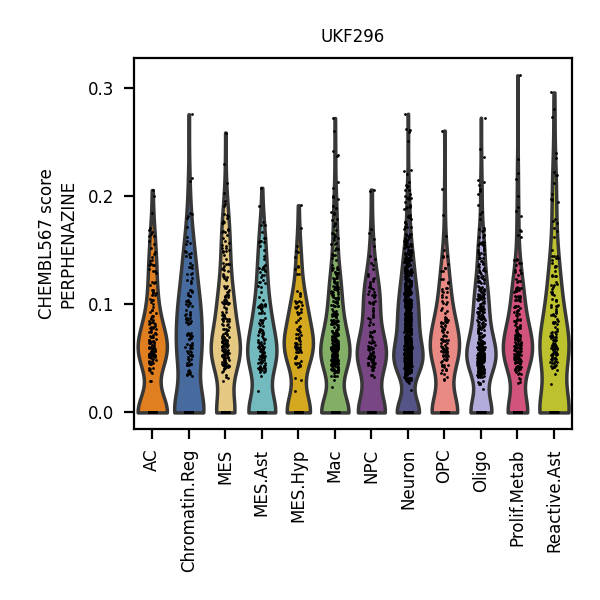 UKF296
CHEMBL567 score
PERPHENAZINE
0.3
0.2
0.1
0.0
AC
Chromatin.Reg
MES
MES.Ast
MES.Hyp
Mac
NPC
Neuron
OPC
Oligo
Prolif.Metab
Reactive.Ast